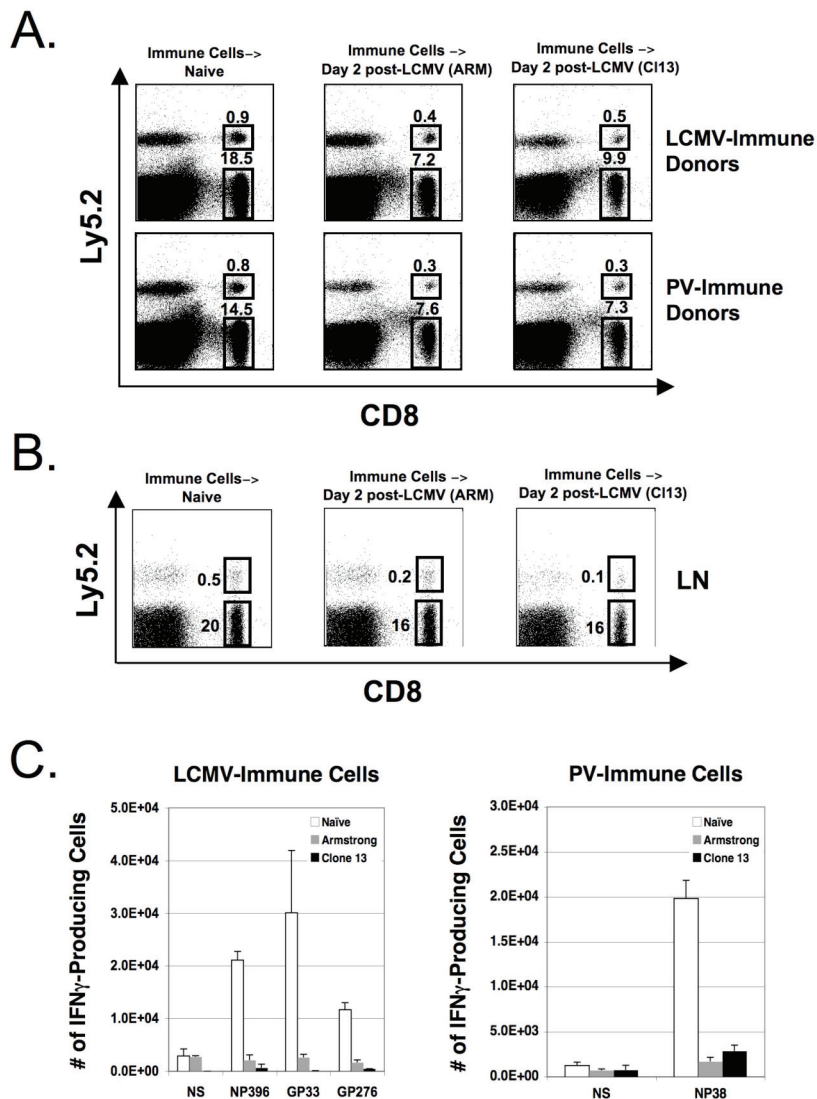 A.
Immune Cells–>
Naive
Immune Cells –>
Day 2 post-LCMV (ARM)
Immune Cells –>
Day 2 post-LCMV (Cl13)
0.9
18.5
0.4
7.2
0.5
9.9
LCMV-Immune
Donors
0.8
14.5
0.3
7.6
0.3
7.3
PV-Immune
Donors
Ly5.2
CD8
B.
Immune Cells–>
Naive
Immune Cells –>
Day 2 post-LCMV (ARM)
Immune Cells –>
Day 2 post-LCMV (Cl13)
0.5
20
0.2
16
0.1
16
LN
Ly5.2
CD8
C.
LCMV-Immune Cells
# of IFNγ-Producing Cells
5.0E+04
4.0E+04
3.0E+04
2.0E+04
1.0E+04
0.0E+00
Naïve
Armstrong
Clone 13
NS NP396 GP33 GP276
PV-Immune Cells
# of IFNγ-Producing Cells
3.0E+04
2.5E+04
2.0E+04
1.5E+04
1.0E+04
5.0E+03
0.0E+00
Naïve
Armstrong
Clone 13
NS NP38